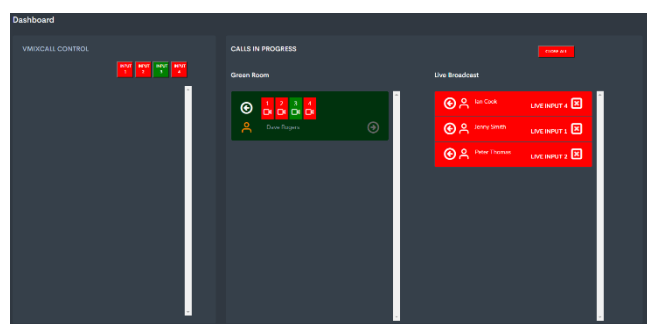 Dashboard
VMIXCALL CONTROL
INPUT 1
INPUT 2
INPUT 3
INPUT 4
CALLS IN PROGRESS
Green Room
1 2 3 4
Dave Rogers
Live Broadcast
Ian Cook LIVE INPUT 4
Jenny Smith LIVE INPUT 1
Peter Thomas LIVE INPUT 2